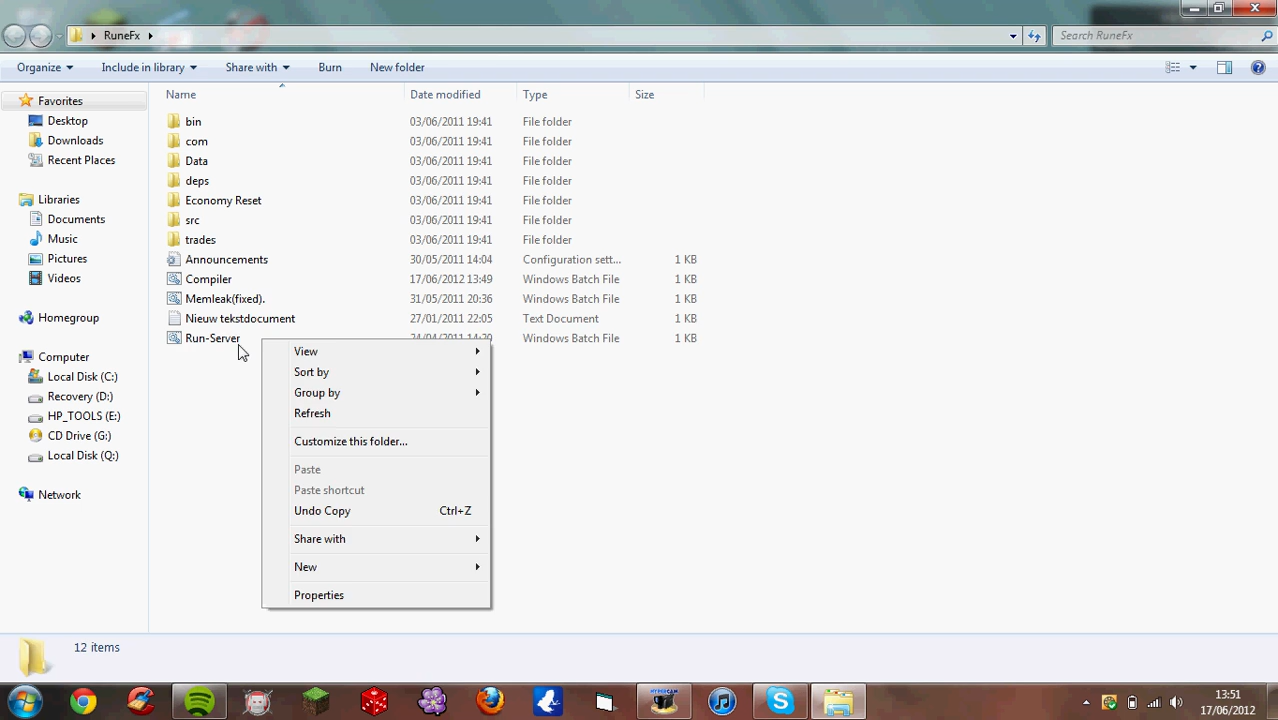 RuneFx
Search RuneFx
Organize Include in library Share with Burn New folder
Name Date modified Type Size
Favorites
Desktop
Downloads
Recent Places
Libraries
Documents
Music
Pictures
Videos
Homegroup
Computer
Local Disk (C:)
Recovery (D:)
HP_TOOLS (E:)
CD Drive (G:)
Local Disk (Q:)
Network
bin 03/06/2011 19:41 File folder
com 03/06/2011 19:41 File folder
Data 03/06/2011 19:41 File folder
deps 03/06/2011 19:41 File folder
Economy Reset 03/06/2011 19:41 File folder
src 03/06/2011 19:41 File folder
trades 03/06/2011 19:41 File folder
Announcements 30/05/2011 14:04 Configuration sett... 1 KB
Compiler 17/06/2012 13:49 Windows Batch File 1 KB
Memleak(fixed). 31/05/2011 20:36 Windows Batch File 1 KB
Nieuw tekstdocument 27/01/2011 22:05 Text Document 1 KB
Run-Server Windows Batch File 1 KB
View
Sort by
Group by
Refresh
Customize this folder...
Paste
Paste shortcut
Undo Copy Ctrl+Z
Share with
New
Properties
12 items
HYPERCAM
13:51
17/06/2012